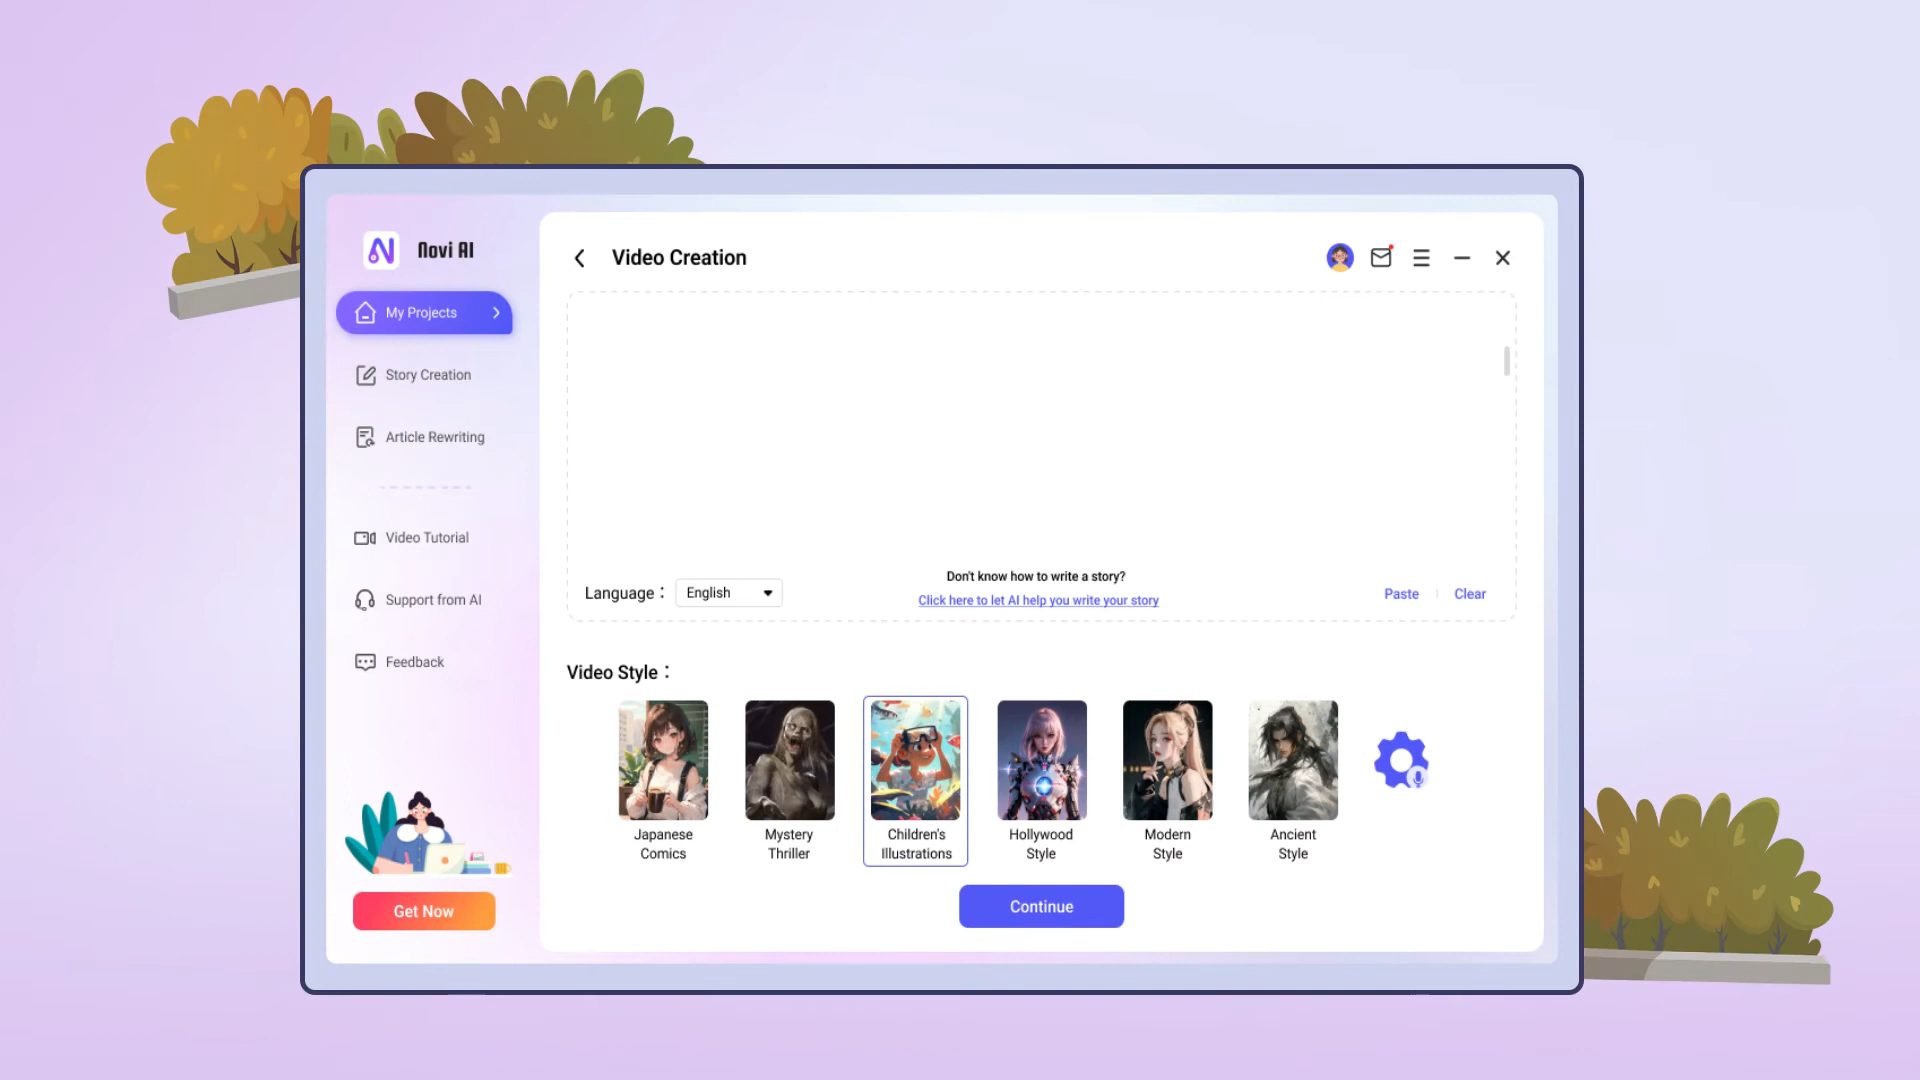 Novi AI
My Projects
Story Creation
Article Rewriting
Video Tutorial
Support from AI
Feedback
Get Now
Video Creation
Don't know how to write a story?
Language : English
Click here to let AI help you write your story
Paste
Clear
Video Style :
Japanese
Comics
Mystery
Thriller
Children's
Illustrations
Hollywood
Style
Modern
Style
Ancient
Style
Continue